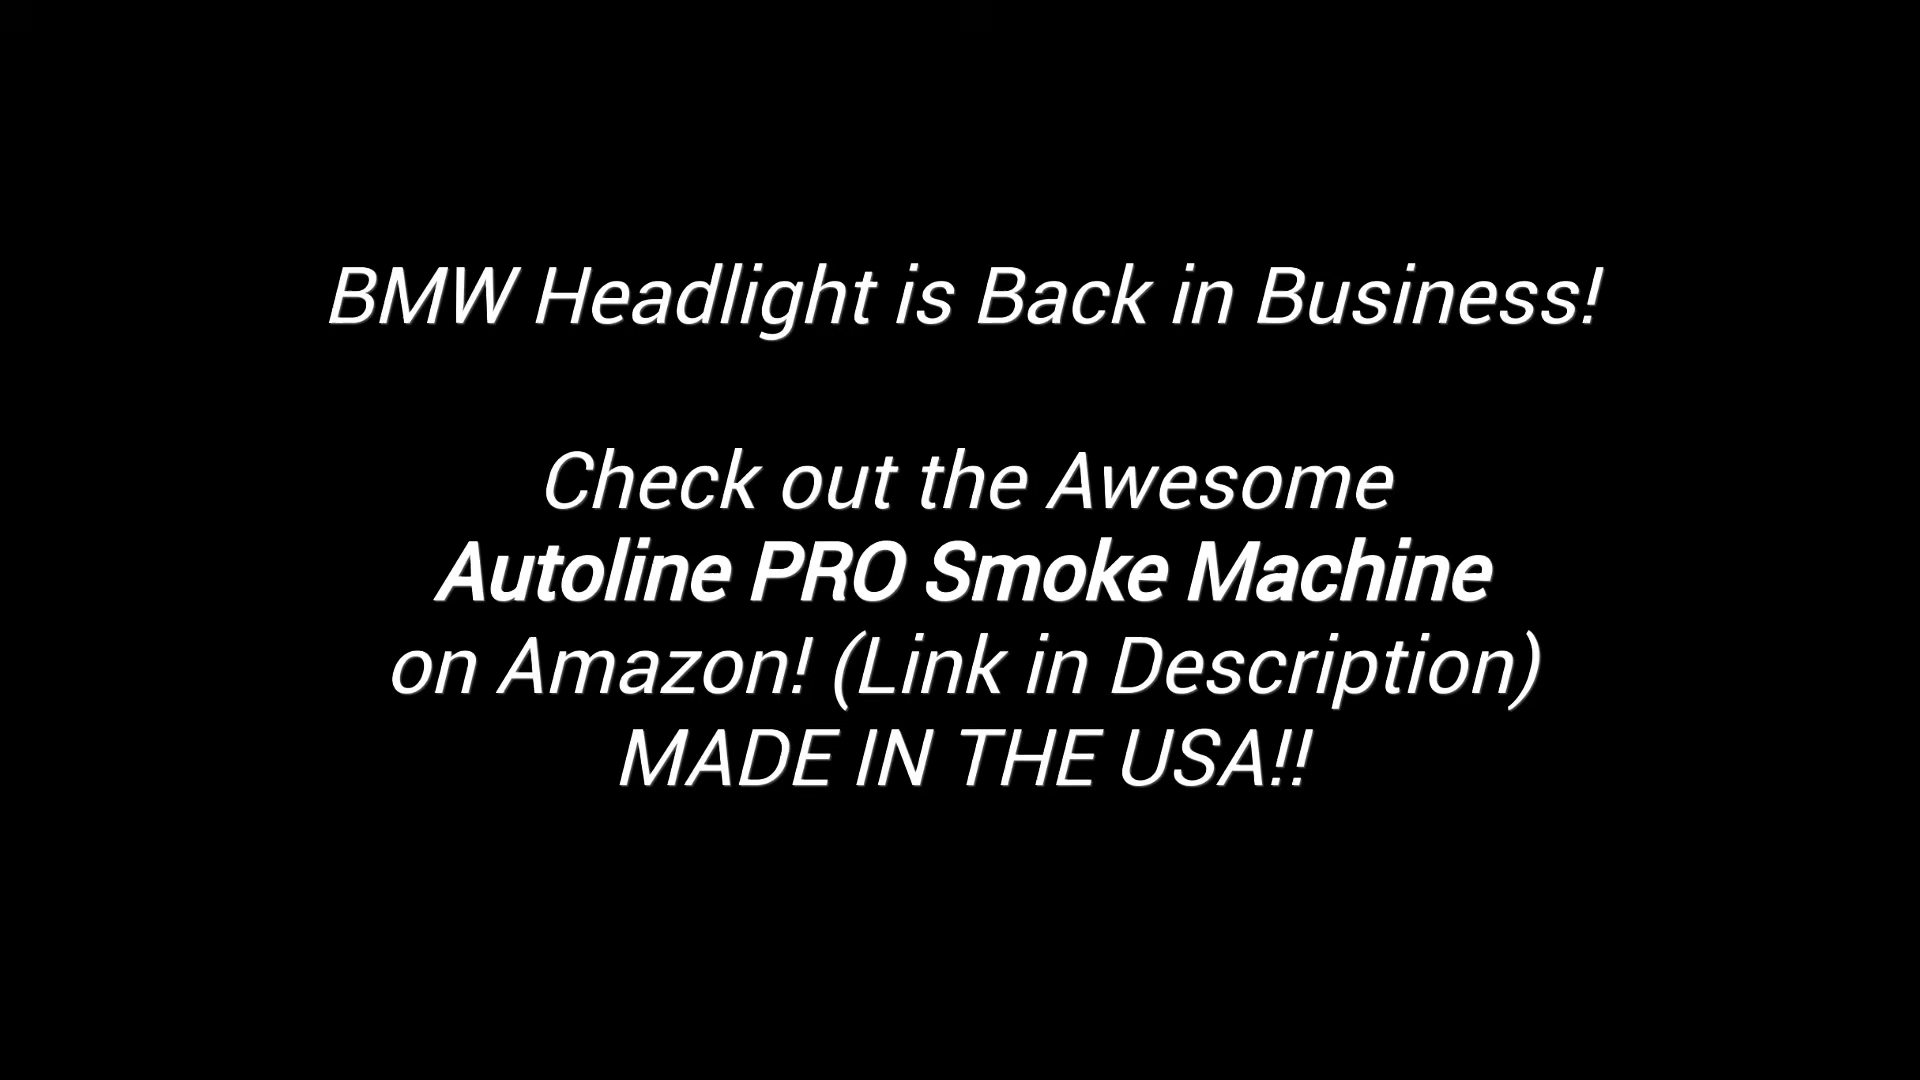 BMW Headlight is Back in Business!
Check out the Awesome
Autoline PRO Smoke Machine
on Amazon! (Link in Description)
MADE IN THE USA!!